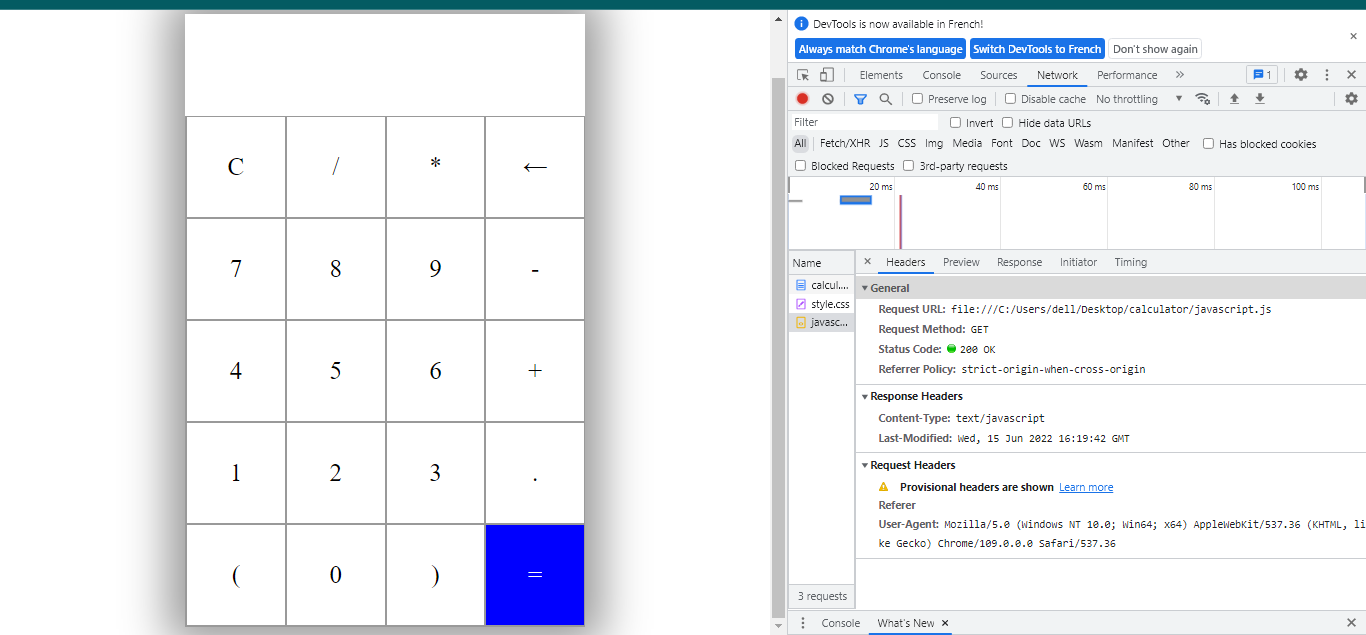 C / * ←
7 8 9 -
4 5 6 +
1 2 3 .
( 0 ) =
DevTools is now available in French!
Always match Chrome's language Switch DevTools to French Don't show again
Elements Console Sources Network Performance » 1
Preserve log Disable cache No throttling
Filter Invert Hide data URLs
All Fetch/XHR JS CSS Img Media Font Doc WS Wasm Manifest Other Has blocked cookies
Blocked Requests 3rd-party requests
20 ms 40 ms 60 ms 80 ms 100 ms
Name
calcul....
style.css
javasc...
3 requests
× Headers Preview Response Initiator Timing
General
Request URL: file:///C:/Users/dell/Desktop/calculator/javascript.js
Request Method: GET
Status Code: 200 OK
Referrer Policy: strict-origin-when-cross-origin
Response Headers
Content-Type: text/javascript
Last-Modified: Wed, 15 Jun 2022 16:19:42 GMT
Request Headers
Provisional headers are shown Learn more
Referer
User-Agent: Mozilla/5.0 (Windows NT 10.0; Win64; x64) AppleWebKit/537.36 (KHTML, li
ke Gecko) Chrome/109.0.0.0 Safari/537.36
Console What's New ×